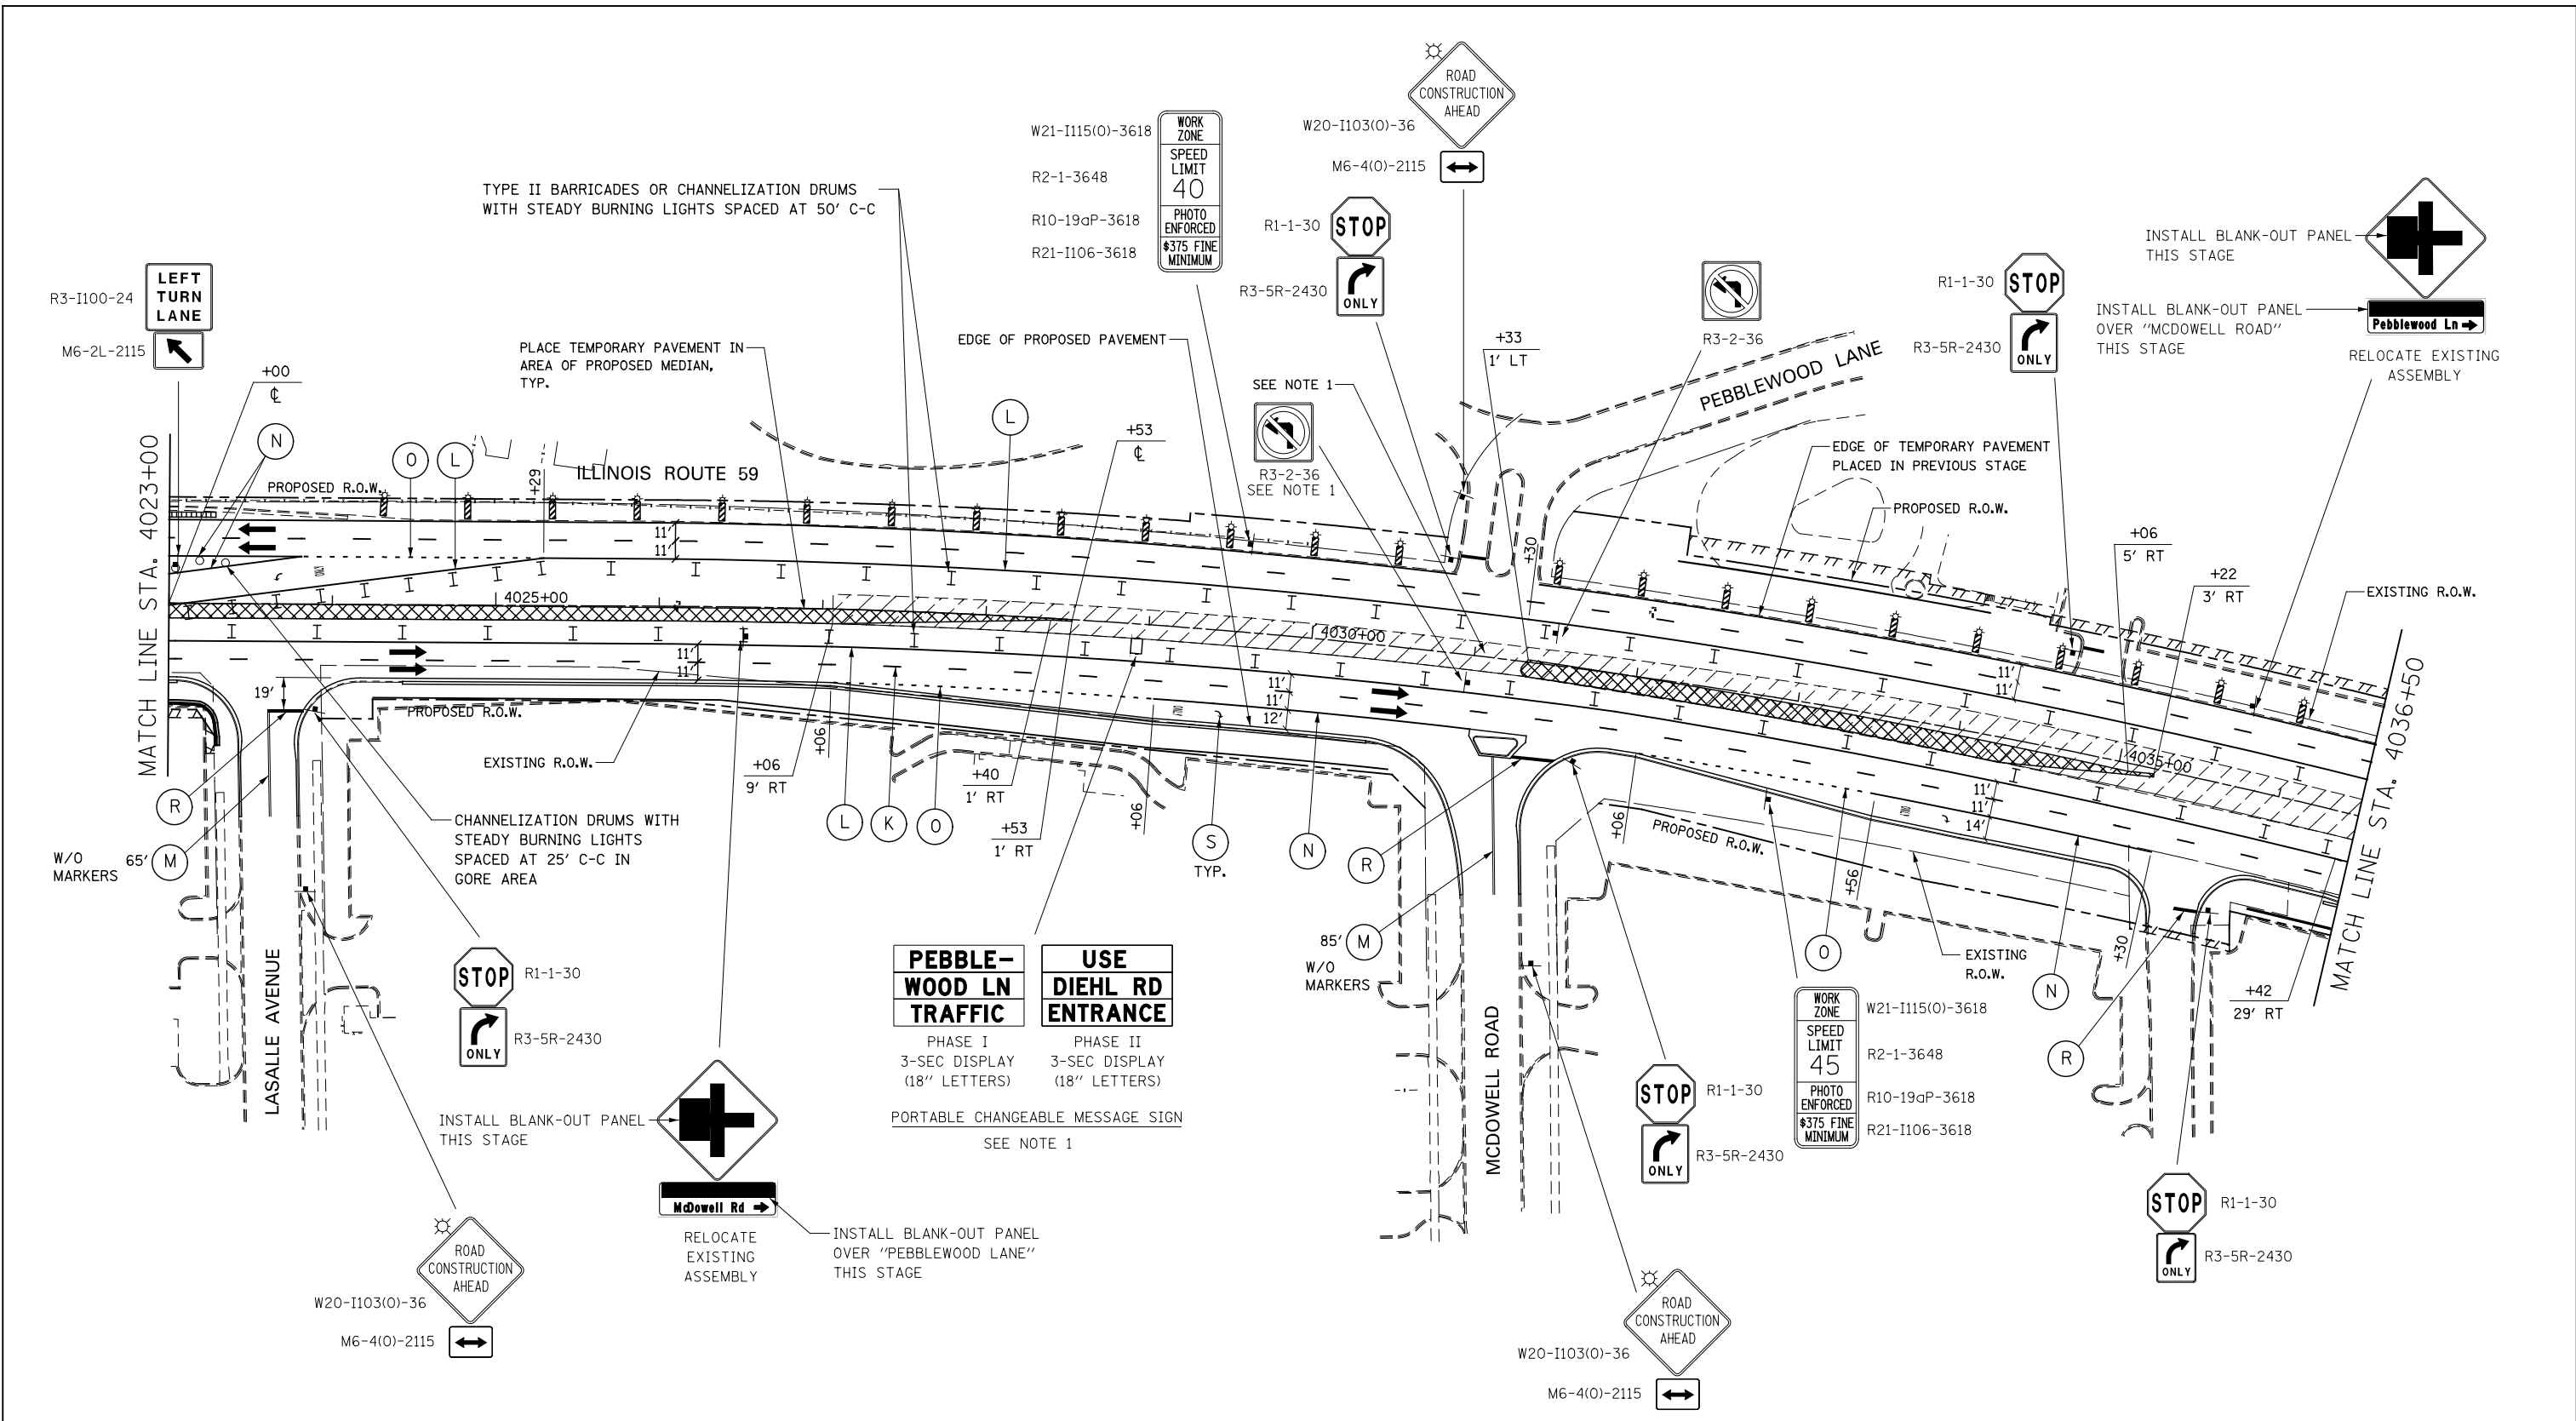 ROAD
CONSTRUCTION
AHEAD
W20-I103(O)-36
M6-4(O)-2115
W21-I115(O)-3618
WORK
ZONE
R2-1-3648
SPEED
LIMIT
40
R10-19aP-3618
PHOTO
ENFORCED
R21-I106-3618
$375 FINE
MINIMUM
R1-1-30
STOP
R3-5R-2430
ONLY
TYPE II BARRICADES OR CHANNELIZATION DRUMS
WITH STEADY BURNING LIGHTS SPACED AT 50' C-C
R3-I100-24
LEFT
TURN
LANE
M6-2L-2115
+00
℄
N
PLACE TEMPORARY PAVEMENT IN
AREA OF PROPOSED MEDIAN,
TYP.
EDGE OF PROPOSED PAVEMENT
SEE NOTE 1
R3-2-36
SEE NOTE 1
+33
1' LT
R3-2-36
PEBBLEWOOD LANE
R1-1-30
STOP
R3-5R-2430
ONLY
INSTALL BLANK-OUT PANEL
THIS STAGE
INSTALL BLANK-OUT PANEL
OVER "MCDOWELL ROAD"
THIS STAGE
Pebblewood Ln
RELOCATE EXISTING
ASSEMBLY
EDGE OF TEMPORARY PAVEMENT
PLACED IN PREVIOUS STAGE
PROPOSED R.O.W.
+06
5' RT
+22
3' RT
EXISTING R.O.W.
MATCH LINE STA. 4023+00
O
L
+29
ILLINOIS ROUTE 59
PROPOSED R.O.W.
L
+53
℄
+30
11'
11'
4025+00
4030+00
4035+00
11'
11'
11'
11'
12'
11'
11'
11'
11'
14'
19'
PROPOSED R.O.W.
EXISTING R.O.W.
+06
9' RT
+06
L
K
O
+40
1' RT
+53
1' RT
+06
S
TYP.
N
R
+06
PROPOSED R.O.W.
+56
O
EXISTING
R.O.W.
N
+30
R
+42
29' RT
MATCH LINE STA. 4036+50
R
W/O
MARKERS
65'
M
CHANNELIZATION DRUMS WITH
STEADY BURNING LIGHTS
SPACED AT 25' C-C IN
GORE AREA
LASALLE AVENUE
STOP
R1-1-30
ONLY
R3-5R-2430
PEBBLE-
WOOD LN
TRAFFIC
PHASE I
3-SEC DISPLAY
(18" LETTERS)
USE
DIEHL RD
ENTRANCE
PHASE II
3-SEC DISPLAY
(18" LETTERS)
PORTABLE CHANGEABLE MESSAGE SIGN
SEE NOTE 1
85'
M
W/O
MARKERS
MCDOWELL ROAD
STOP
R1-1-30
ONLY
R3-5R-2430
WORK
ZONE
W21-I115(O)-3618
SPEED
LIMIT
45
R2-1-3648
PHOTO
ENFORCED
R10-19aP-3618
$375 FINE
MINIMUM
R21-I106-3618
STOP
R1-1-30
ONLY
R3-5R-2430
INSTALL BLANK-OUT PANEL
THIS STAGE
McDowell Rd
RELOCATE
EXISTING
ASSEMBLY
INSTALL BLANK-OUT PANEL
OVER "PEBBLEWOOD LANE"
THIS STAGE
ROAD
CONSTRUCTION
AHEAD
W20-I103(O)-36
M6-4(O)-2115
ROAD
CONSTRUCTION
AHEAD
W20-I103(O)-36
M6-4(O)-2115